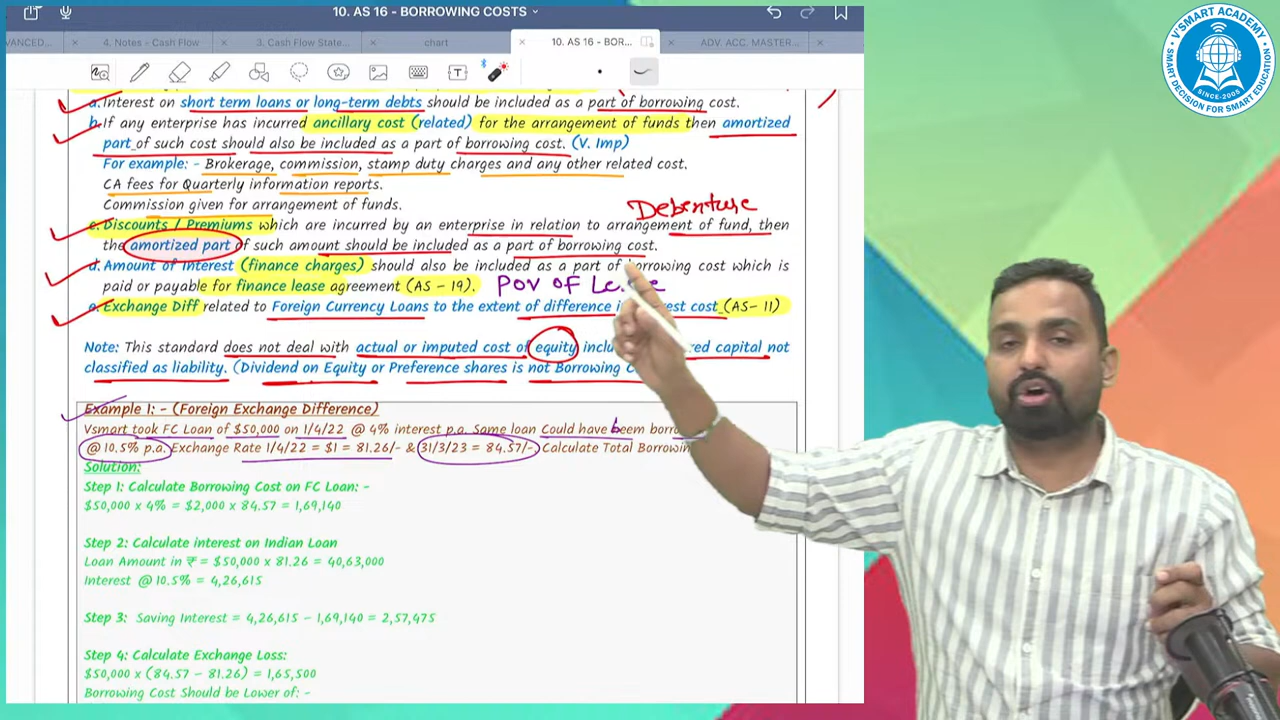 10. AS 16 - BORROWING COSTS
VANCED...
4. Notes - Cash Flow
3. Cash Flow State...
chart
10. AS 16 - BOR...
ADV. ACC. MASTER...
V'SMART ACADEMY
SINCE-2005
SMART DECISION FOR SMART EDUCATION
a. Interest on short term loans or long-term debts should be included as a part of borrowing cost.
b. If any enterprise has incurred ancillary cost (related) for the arrangement of funds then amortized
part of such cost should also be included as a part of borrowing cost. (V. Imp)
For example: - Brokerage, commission, stamp duty charges and any other related cost.
CA fees for Quarterly information reports.
Commission given for arrangement of funds.
Debenture
c. Discounts / Premiums which are incurred by an enterprise in relation to arrangement of fund, then
the amortized part of such amount should be included as a part of borrowing cost.
d. Amount of Interest (finance charges) should also be included as a part of borrowing cost which is
paid or payable for finance lease agreement (AS - 19). POV of
e. Exchange Diff related to Foreign Currency Loans to the extent of difference cost (AS- 11)
Note: This standard does not deal with actual or imputed cost of equity capital not
classified as liability. (Dividend on Equity or Preference shares is not Borrowing
Example 1: - (Foreign Exchange Difference)
Vsmart took FC Loan of $50,000 on 1/4/22 @ 4% interest p.a. Same loan Could have beem
@ 10.5% p.a. Exchange Rate 1/4/22 = $1 = 81.26/- & 31/3/23 = 84.57/-. Calculate Total
Solution:
Step 1: Calculate Borrowing Cost on FC Loan: -
$50,000 x 4% = $2,000 x 84.57 = 1,69,140
Step 2: Calculate interest on Indian Loan
Loan Amount in ₹ = $50,000 x 81.26 = 40,63,000
Interest @ 10.5% = 4,26,615
Step 3: Saving Interest = 4,26,615 - 1,69,140 = 2,57,475
Step 4: Calculate Exchange Loss:
$50,000 x (84.57 - 81.26) = 1,65,500
Borrowing Cost Should be Lower of: -